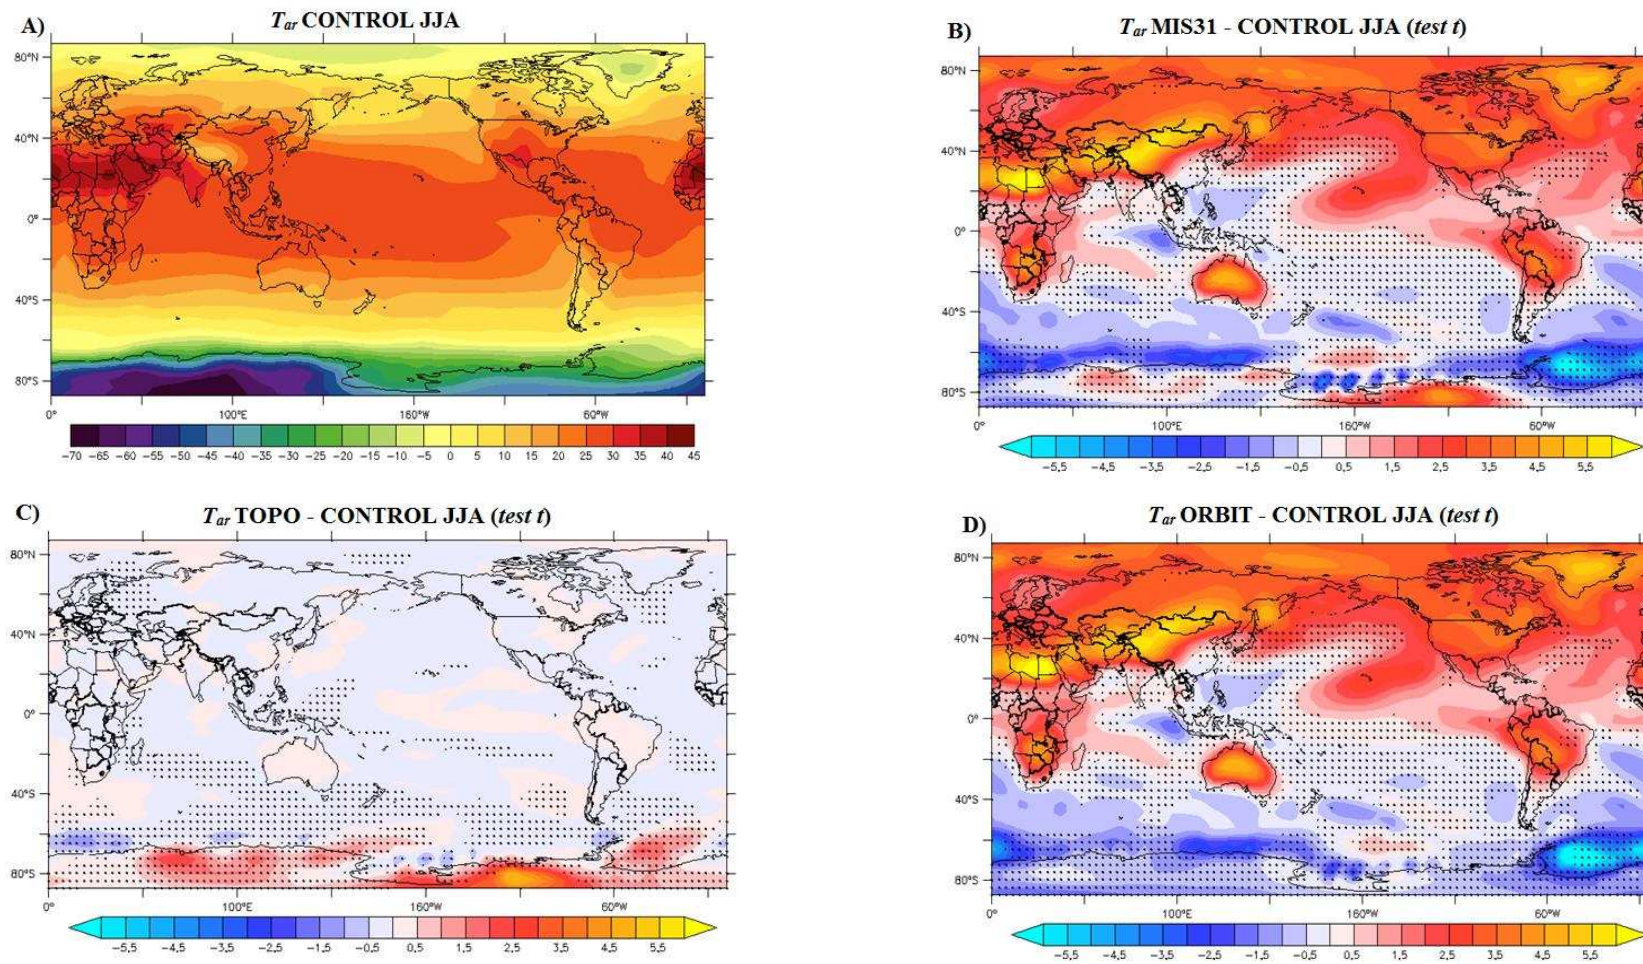 A)
T_ar CONTROL JJA
80°N
40°N
0°
40°S
80°S
0° 100°E 160°W 60°W
-70 -65 -60 -55 -50 -45 -40 -35 -30 -25 -20 -15 -10 -5 0 5 10 15 20 25 30 35 40 45
B)
T_ar MIS31 - CONTROL JJA (test t)
80°N
40°N
0°
40°S
80°S
0° 100°E 160°W 60°W
-5,5 -4,5 -3,5 -2,5 -1,5 -0,5 0,5 1,5 2,5 3,5 4,5 5,5
C)
T_ar TOPO - CONTROL JJA (test t)
80°N
40°N
0°
40°S
80°S
0° 100°E 160°W 60°W
-5,5 -4,5 -3,5 -2,5 -1,5 -0,5 0,5 1,5 2,5 3,5 4,5 5,5
D)
T_ar ORBIT - CONTROL JJA (test t)
80°N
40°N
0°
40°S
80°S
0° 100°E 160°W 60°W
-5,5 -4,5 -3,5 -2,5 -1,5 -0,5 0,5 1,5 2,5 3,5 4,5 5,5